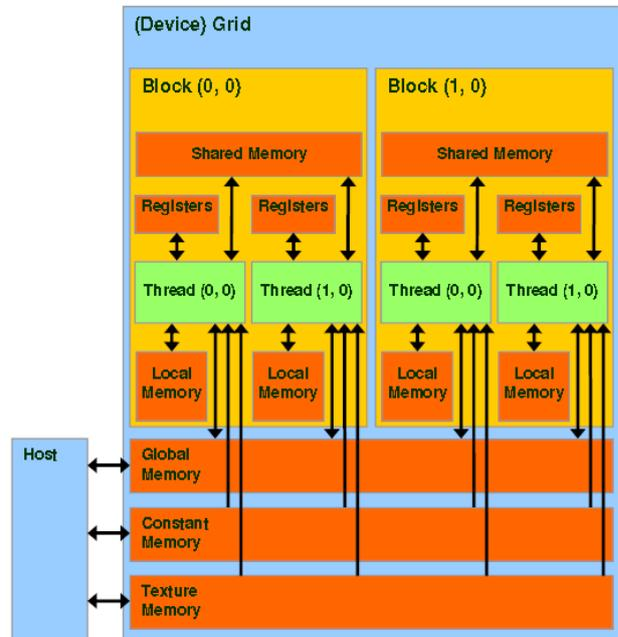 (Device) Grid
Block (0, 0)
Block (1, 0)
Shared Memory
Shared Memory
Registers
Registers
Registers
Registers
Thread (0, 0)
Thread (1, 0)
Thread (0, 0)
Thread (1, 0)
Local
Memory
Local
Memory
Local
Memory
Local
Memory
Host
Global
Memory
Constant
Memory
Texture
Memory